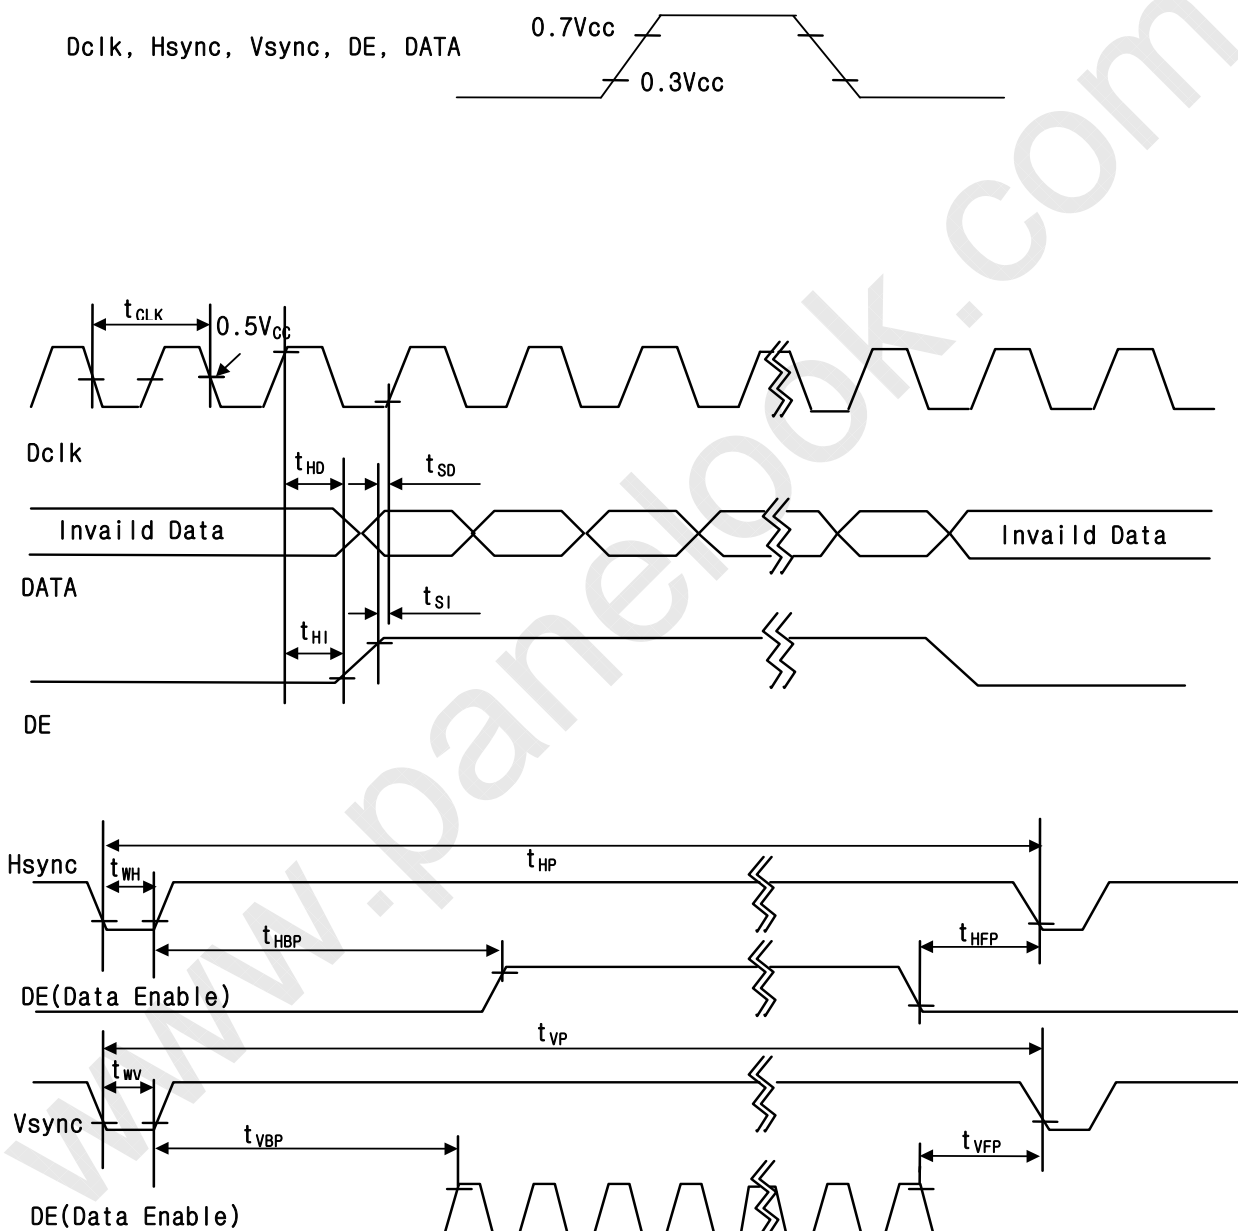 0.7Vcc
Dclk, Hsync, Vsync, DE, DATA
0.3Vcc
tCLK
0.5Vcc
Dclk
tHD
tSD
Invaild Data
Invaild Data
DATA
tSI
tHI
DE
Hsync
tWH
tHP
tHBP
tHFP
DE(Data Enable)
tVP
tWV
Vsync
tVBP
tVFP
DE(Data Enable)
www.panelook.com